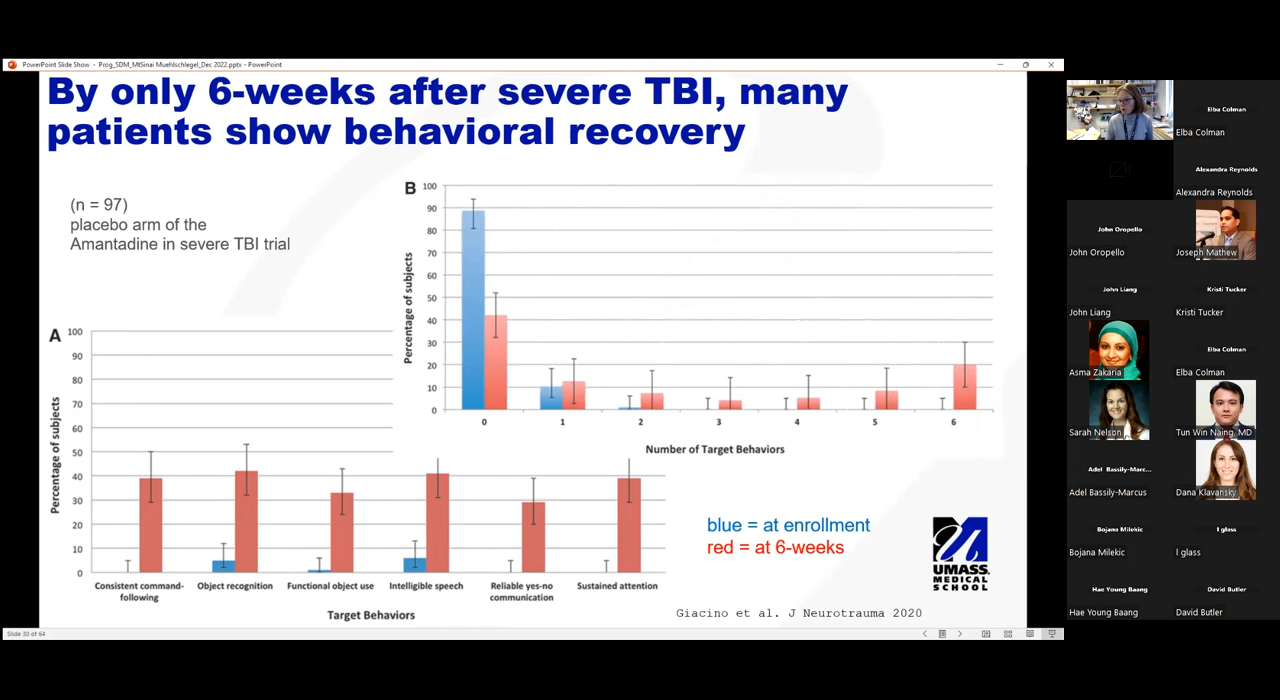 PowerPoint Slide Show - Prog_SDM_MtSinai Muehlschlegel_Dec 2022.pptx - PowerPoint
By only 6-weeks after severe TBI, many
patients show behavioral recovery
(n = 97)
placebo arm of the
Amantadine in severe TBI trial
B
100
90
80
70
60
50
40
30
20
10
0
Percentage of subjects
0 1 2 3 4 5 6
Number of Target Behaviors
A
100
90
80
70
60
50
40
30
20
10
0
Percentage of subjects
Consistent command-
following
Object recognition
Functional object use
Intelligible speech
Reliable yes-no
communication
Sustained attention
Target Behaviors
blue = at enrollment
red = at 6-weeks
UMASS
MEDICAL
SCHOOL
Giacino et al. J Neurotrauma 2020
Slide 30 of 64
Elba Colman
Elba Colman
Alexandra Reynolds
Alexandra Reynolds
John Oropello
John Oropello
Joseph Mathew
John Liang
John Liang
Kristi Tucker
Kristi Tucker
Asma Zakaria
Elba Colman
Elba Colman
Sarah Nelson
Tun Win Naing, MD
Adel Bassily-Marc...
Adel Bassily-Marcus
Dana Klavansky
Bojana Milekic
Bojana Milekic
l glass
l glass
Hae Young Baang
Hae Young Baang
David Butler
David Butler